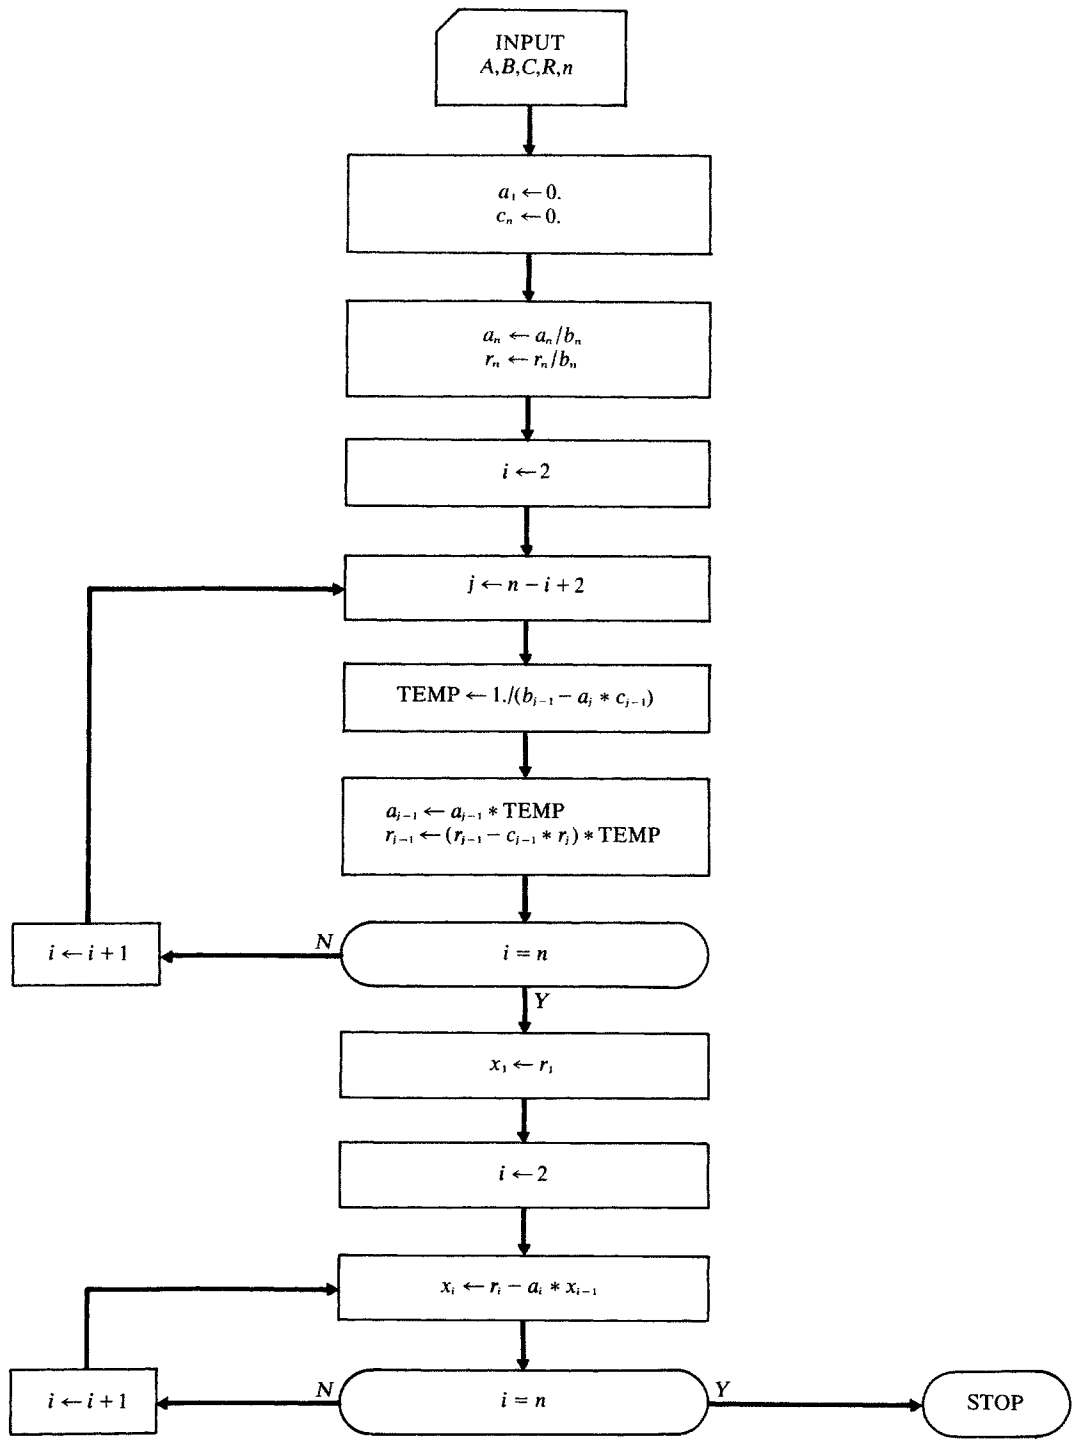 INPUT
A,B,C,R,n
a₁ ← 0.
cₙ ← 0.
aₙ ← aₙ/bₙ
rₙ ← rₙ/bₙ
i ← 2
j ← n − i + 2
TEMP ← 1./(bⱼ₋₁ − aⱼ * cⱼ₋₁)
aⱼ₋₁ ← aⱼ₋₁ * TEMP
rⱼ₋₁ ← (rⱼ₋₁ − cⱼ₋₁ * rⱼ) * TEMP
i ← i + 1
N
i = n
Y
x₁ ← r₁
i ← 2
xᵢ ← rᵢ − aᵢ * xᵢ₋₁
i ← i + 1
N
i = n
Y
STOP